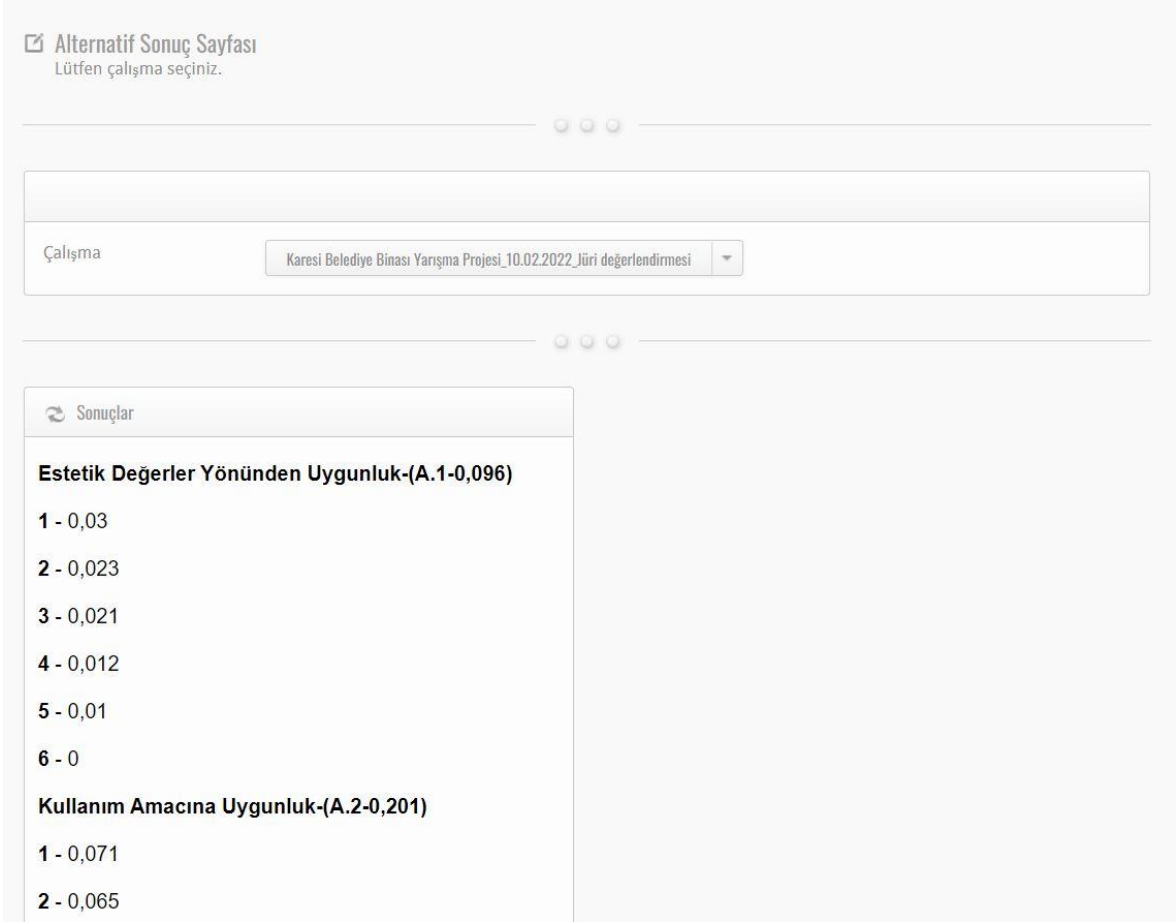 Alternatif Sonuç Sayfası
Lütfen çalışma seçiniz.
Çalışma
Karesi Belediye Binası Yarışma Projesi_10.02.2022_Jüri değerlendirmesi
Sonuçlar
Estetik Değerler Yönünden Uygunluk-(A.1-0,096)
1 - 0,03
2 - 0,023
3 - 0,021
4 - 0,012
5 - 0,01
6 - 0
Kullanım Amacına Uygunluk-(A.2-0,201)
1 - 0,071
2 - 0,065